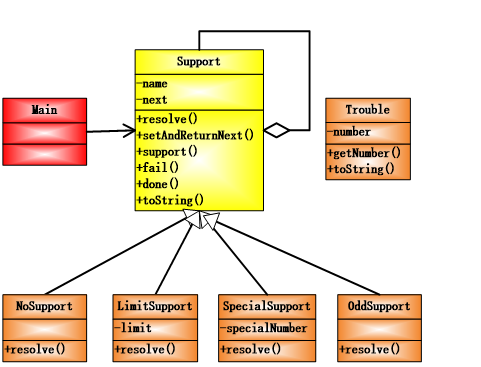 Support
-name
-next
+resolve()
+setAndReturnNext()
+support()
+fail()
+done()
+toString()
Main
Trouble
-number
+getNumber()
+toString()
NoSupport
+resolve()
LimitSupport
-limit
+resolve()
SpecialSupport
-specialNumber
+resolve()
OddSupport
+resolve()